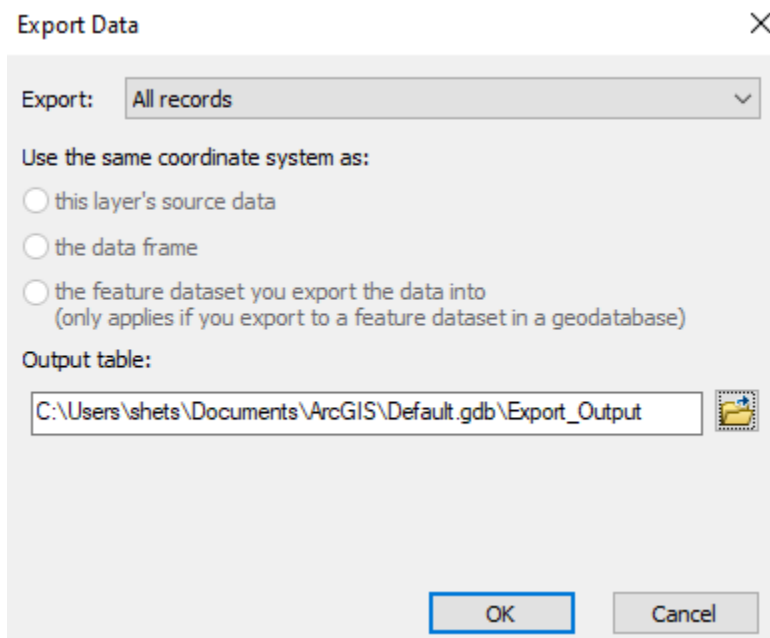 Export Data
Export: All records
Use the same coordinate system as:
this layer's source data
the data frame
the feature dataset you export the data into
(only applies if you export to a feature dataset in a geodatabase)
Output table:
C:\Users\shets\Documents\ArcGIS\Default.gdb\Export_Output
OK Cancel